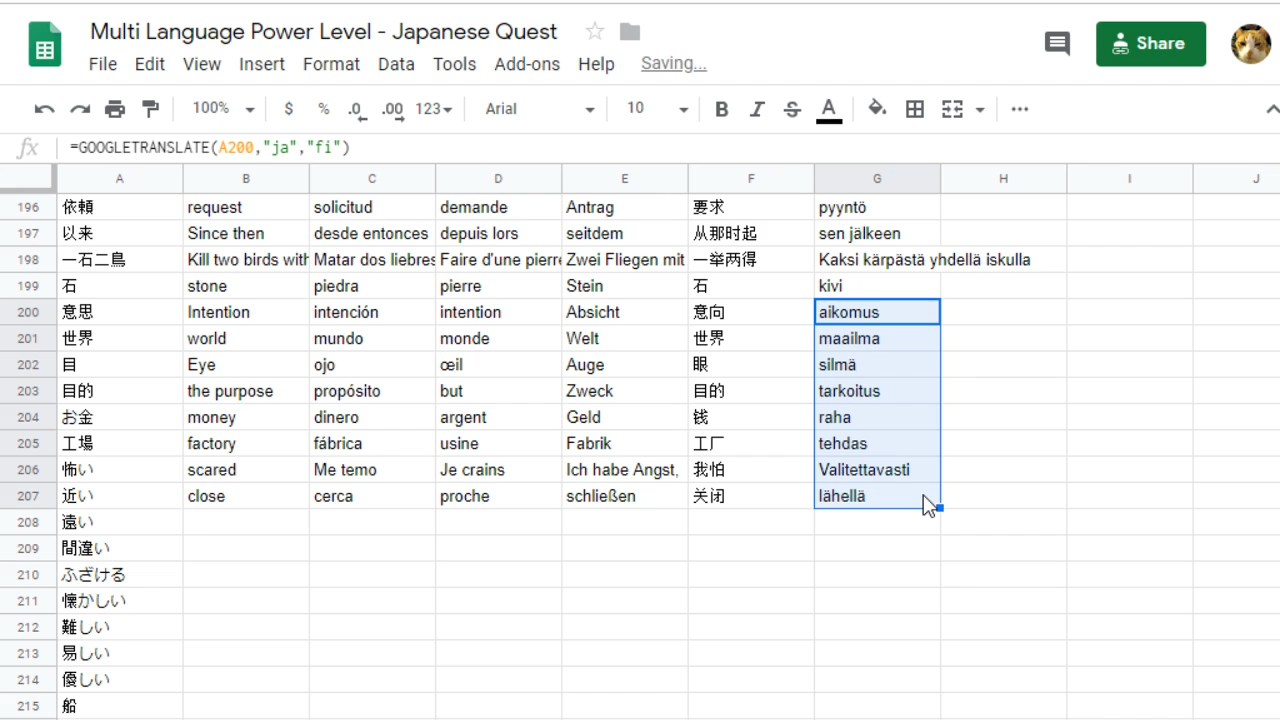 Multi Language Power Level - Japanese Quest
File Edit View Insert Format Data Tools Add-ons Help Saving...
Share
100% $ % .0 .00 123 Arial 10 B I S A
fx =GOOGLETRANSLATE(A200,"ja","fi")
A B C D E F G H I J
196 依頼 request solicitud demande Antrag 要求 pyyntö
197 以来 Since then desde entonces depuis lors seitdem 从那时起 sen jälkeen
198 一石二鳥 Kill two birds with Matar dos liebres Faire d'une pierre Zwei Fliegen mit 一举两得 Kaksi kärpästä yhdellä iskulla
199 石 stone piedra pierre Stein 石 kivi
200 意思 Intention intención intention Absicht 意向 aikomus
201 世界 world mundo monde Welt 世界 maailma
202 目 Eye ojo œil Auge 眼 silmä
203 目的 the purpose propósito but Zweck 目的 tarkoitus
204 お金 money dinero argent Geld 钱 raha
205 工場 factory fábrica usine Fabrik 工厂 tehdas
206 怖い scared Me temo Je crains Ich habe Angst, 我怕 Valitettavasti
207 近い close cerca proche schließen 关闭 lähellä
208 遠い
209 間違い
210 ふざける
211 懐かしい
212 難しい
213 易しい
214 優しい
215 船